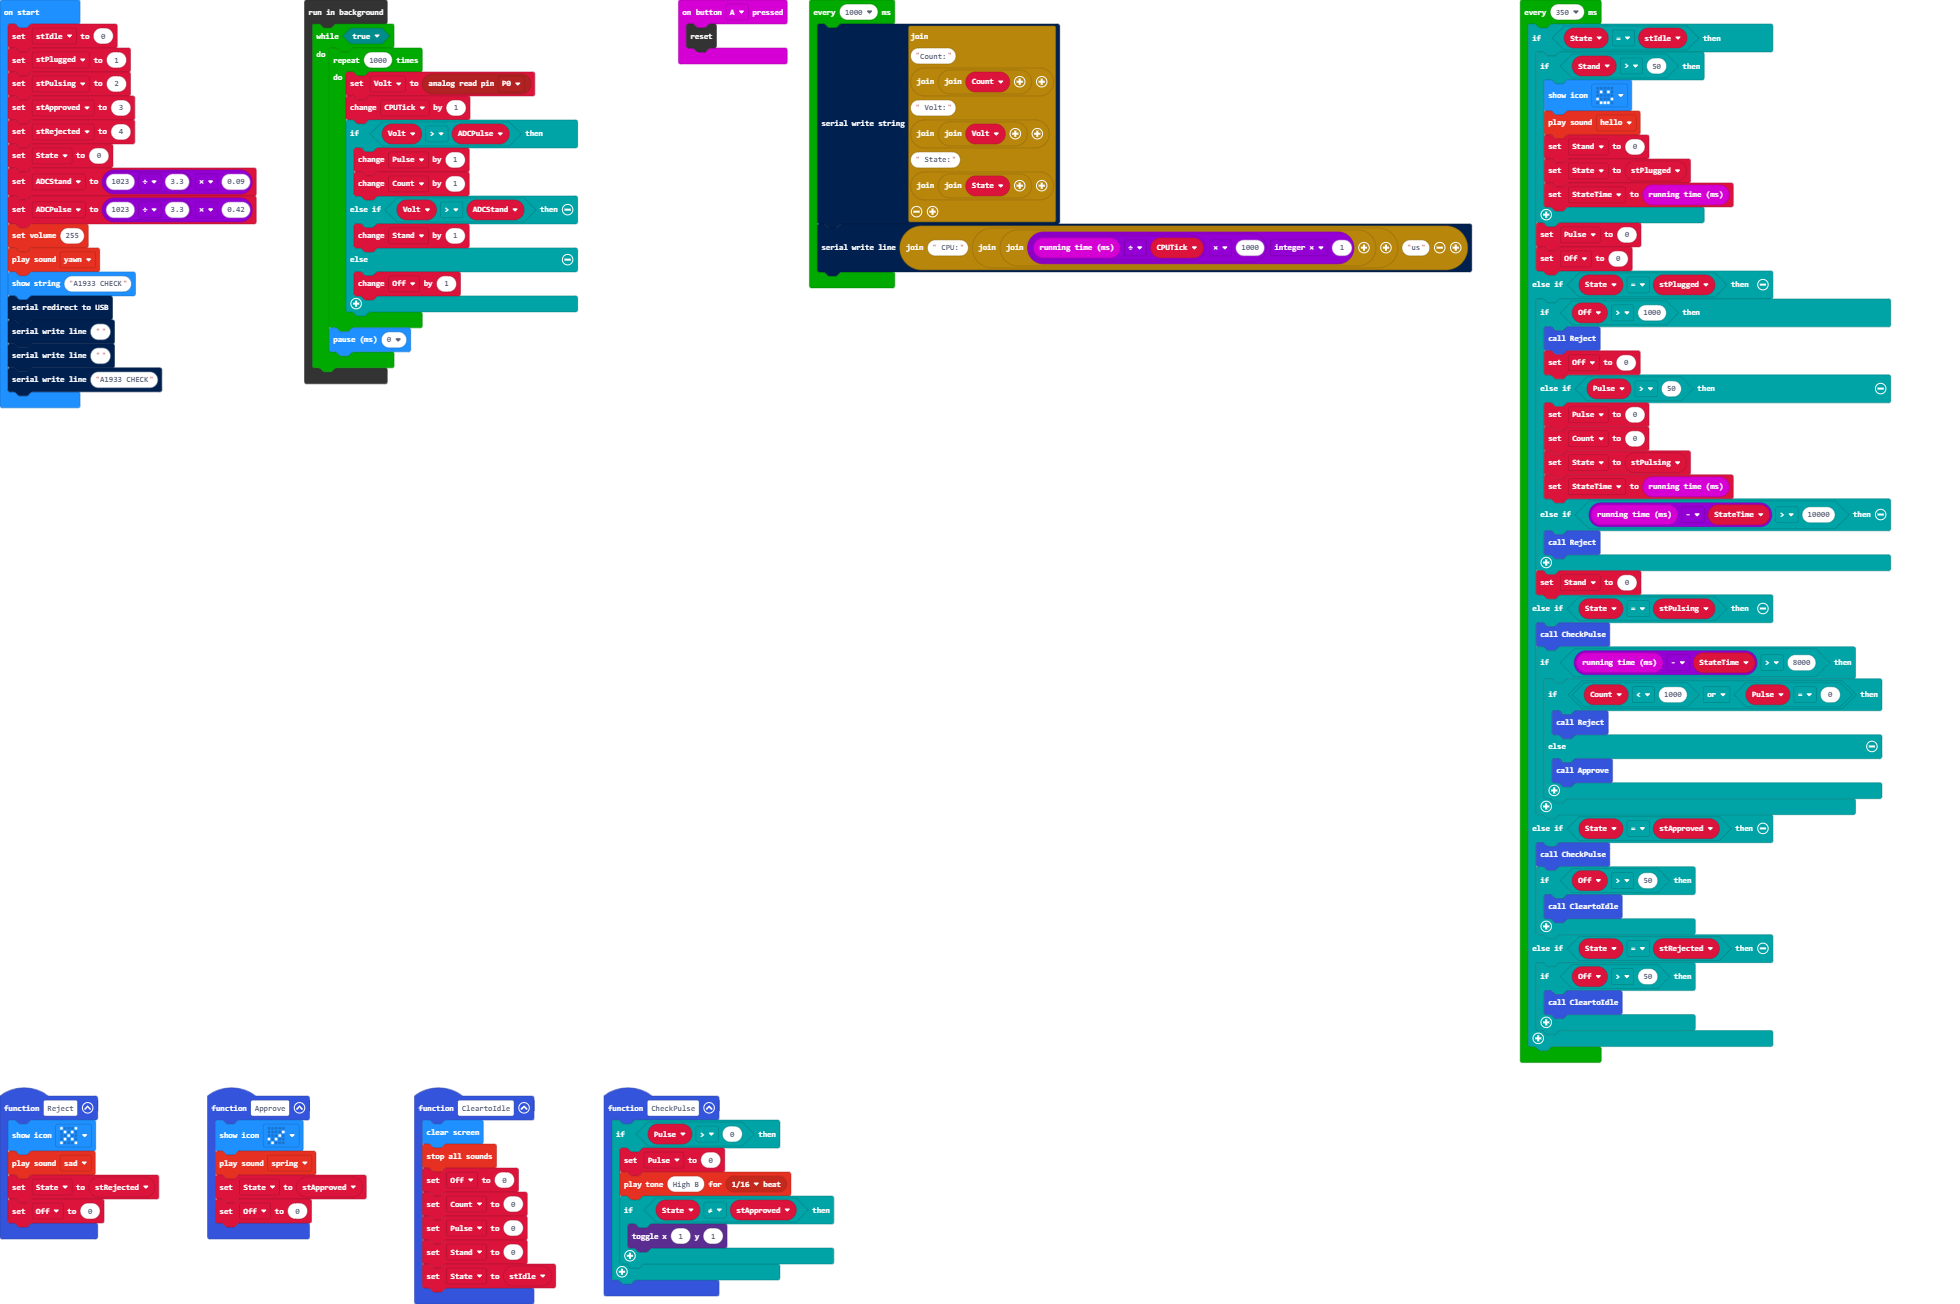 on start
set stIdle to 0
set stPlugged to 1
set stPulsing to 2
set stApproved to 3
set stRejected to 4
set State to 0
set ADCStand to 1023 ÷ 3.3 × 0.09
set ADCPulse to 1023 ÷ 3.3 × 0.42
set volume 255
play sound yawn
show string "A1933 CHECK"
serial redirect to USB
serial write line ""
serial write line ""
serial write line "A1933 CHECK"
run in background
while true
do
repeat 1000 times
do
set Volt to analog read pin P0
change CPUTick by 1
if Volt > ADCPulse then
change Pulse by 1
change Count by 1
else if Volt > ADCStand then
change Stand by 1
else
change Off by 1
pause (ms) 0
on button A pressed
reset
every 1000 ms
serial write string
join
"Count:"
join join Count
" Volt:"
join join Volt
" State:"
join join State
serial write line join " CPU:" join join running time (ms) ÷ CPUTick × 1000 integer × 1 "us"
every 350 ms
if State = stIdle then
if Stand > 50 then
show icon
play sound hello
set Stand to 0
set State to stPlugged
set StateTime to running time (ms)
set Pulse to 0
set Off to 0
else if State = stPlugged then
if Off > 1000 then
call Reject
set Off to 0
else if Pulse > 50 then
set Pulse to 0
set Count to 0
set State to stPulsing
set StateTime to running time (ms)
else if running time (ms) - StateTime > 10000 then
call Reject
set Stand to 0
else if State = stPulsing then
call CheckPulse
if running time (ms) - StateTime > 8000 then
if Count < 1000 or Pulse = 0 then
call Reject
else
call Approve
else if State = stApproved then
call CheckPulse
if Off > 50 then
call CleartoIdle
else if State = stRejected then
if Off > 50 then
call CleartoIdle
function Reject
show icon
play sound sad
set State to stRejected
set Off to 0
function Approve
show icon
play sound spring
set State to stApproved
set Off to 0
function CleartoIdle
clear screen
stop all sounds
set Off to 0
set Count to 0
set Pulse to 0
set Stand to 0
set State to stIdle
function CheckPulse
if Pulse > 0 then
set Pulse to 0
play tone High B for 1/16 beat
if State ≠ stApproved then
toggle x 1 y 1